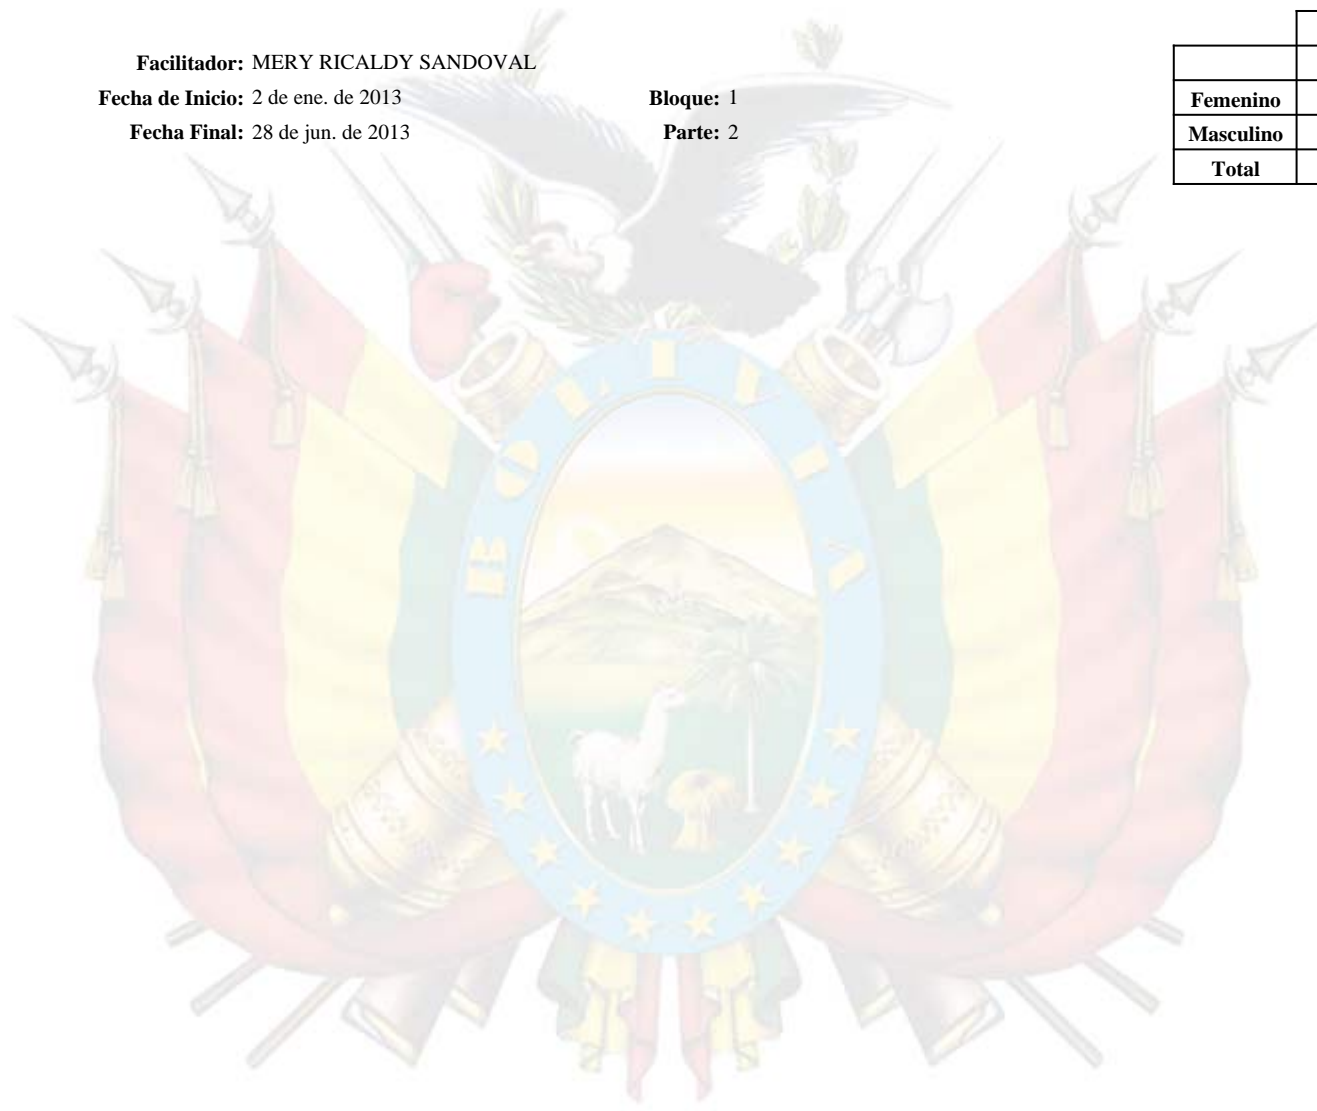 Facilitador: MERY RICALDY SANDOVAL
Fecha de Inicio: 2 de ene. de 2013 Bloque: 1
Femenino
Fecha Final: 28 de jun. de 2013 Parte: 2
Masculino
Total
BOLIVIA